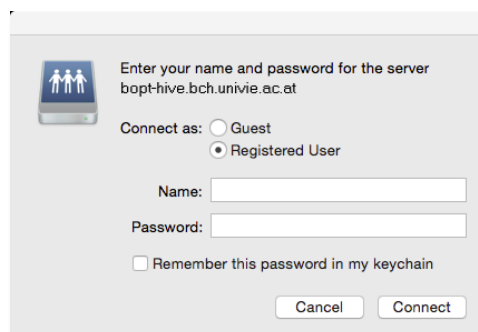 Enter your name and password for the server
bopt-hive.bch.univie.ac.at
Connect as: Guest
Registered User
Name:
Password:
Remember this password in my keychain
Cancel Connect